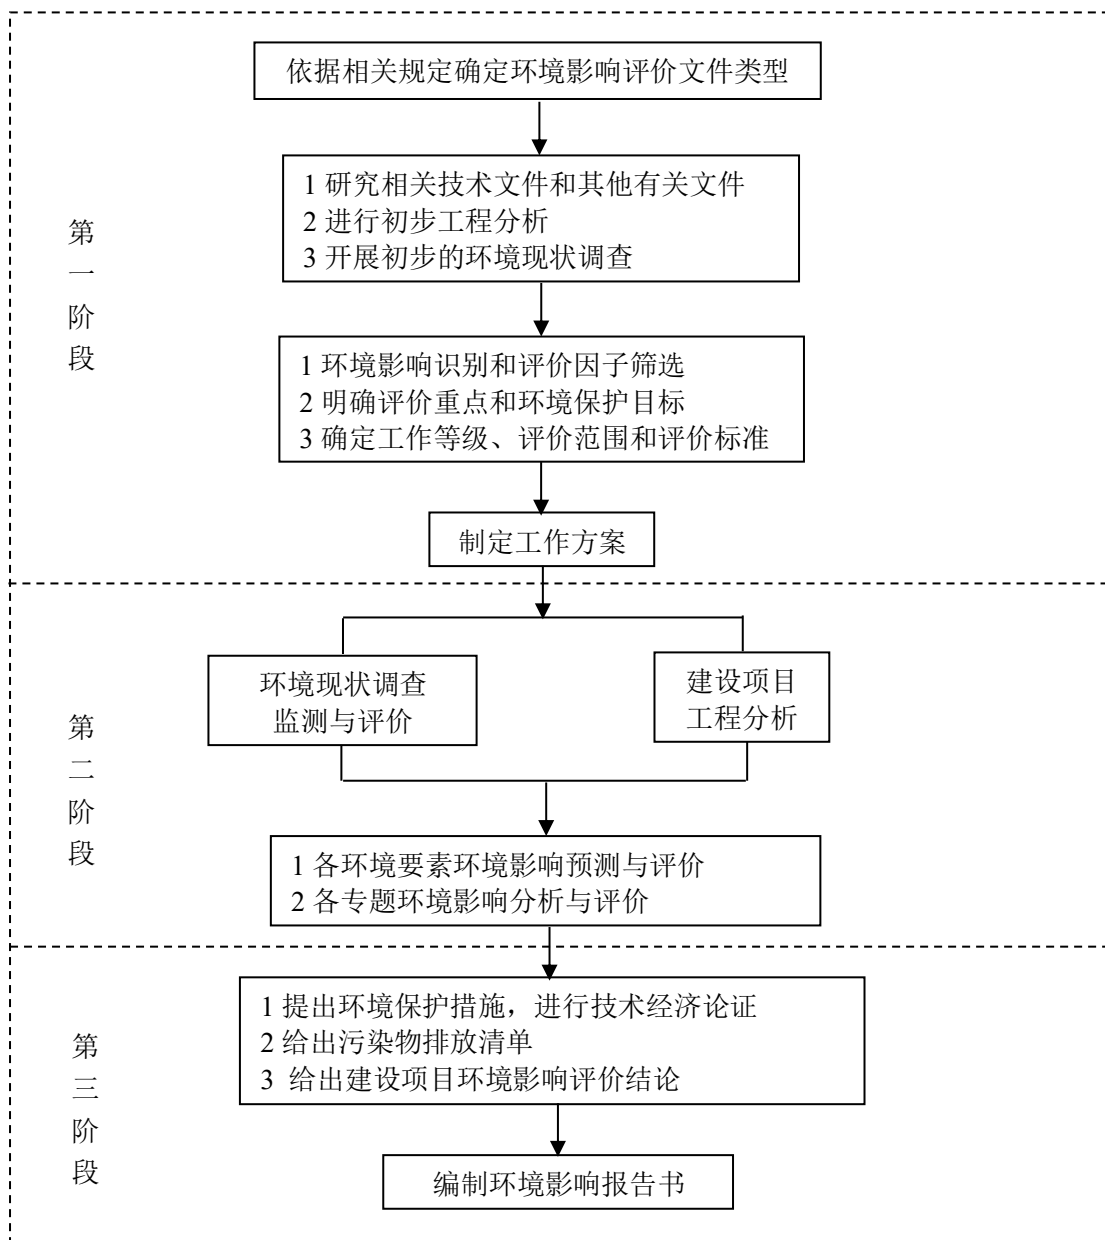 依据相关规定确定环境影响评价文件类型
1 研究相关技术文件和其他有关文件
2 进行初步工程分析
3 开展初步的环境现状调查
第
一
阶
段
1 环境影响识别和评价因子筛选
2 明确评价重点和环境保护目标
3 确定工作等级、评价范围和评价标准
制定工作方案
环境现状调查
监测与评价
建设项目
工程分析
第
二
阶
段
1 各环境要素环境影响预测与评价
2 各专题环境影响分析与评价
1 提出环境保护措施，进行技术经济论证
2 给出污染物排放清单
3 给出建设项目环境影响评价结论
第
三
阶
段
编制环境影响报告书